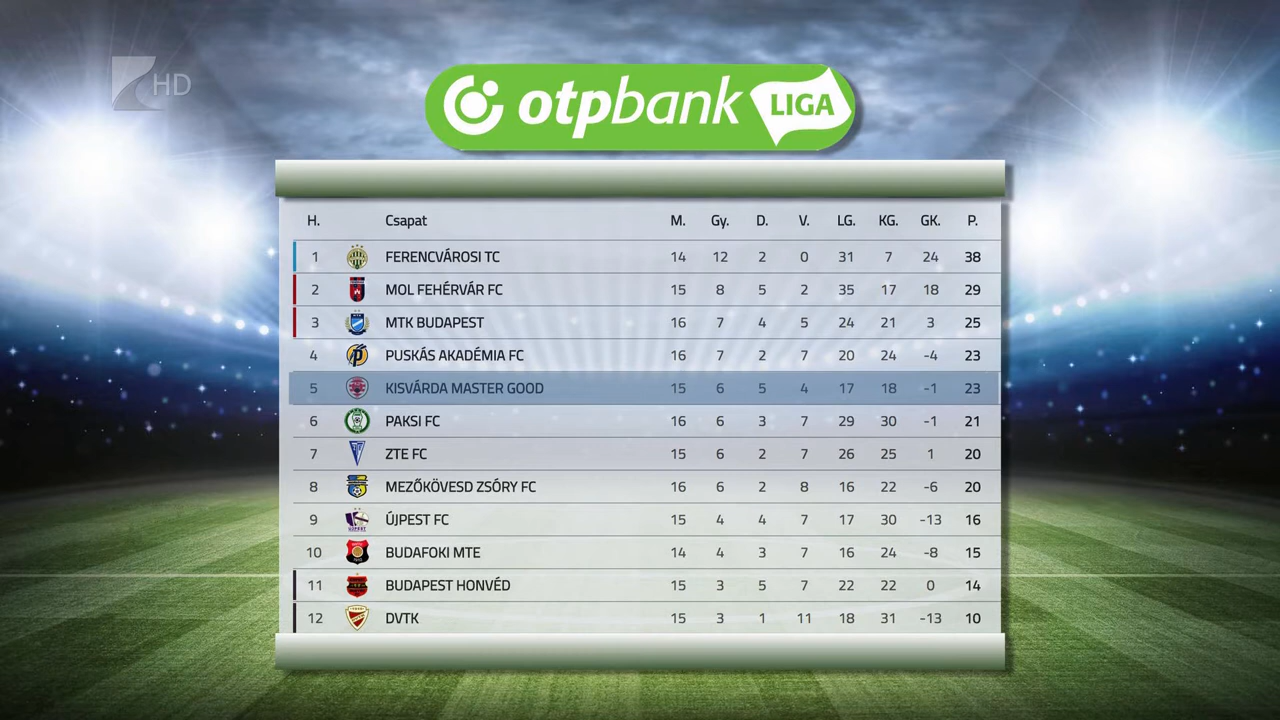 HD
otpbank LIGA
H. Csapat M. Gy. D. V. LG. KG. GK. P.
1 FERENCVÁROSI TC 14 12 2 0 31 7 24 38
2 MOL FEHÉRVÁR FC 15 8 5 2 35 17 18 29
3 MTK BUDAPEST 16 7 4 5 24 21 3 25
4 PUSKÁS AKADÉMIA FC 16 7 2 7 20 24 -4 23
5 KISVÁRDA MASTER GOOD 15 6 5 4 17 18 -1 23
6 PAKSI FC 16 6 3 7 29 30 -1 21
7 ZTE FC 15 6 2 7 26 25 1 20
8 MEZŐKÖVESD ZSÓRY FC 16 6 2 8 16 22 -6 20
9 ÚJPEST FC 15 4 4 7 17 30 -13 16
10 BUDAFOKI MTE 14 4 3 7 16 24 -8 15
11 BUDAPEST HONVÉD 15 3 5 7 22 22 0 14
12 DVTK 15 3 1 11 18 31 -13 10